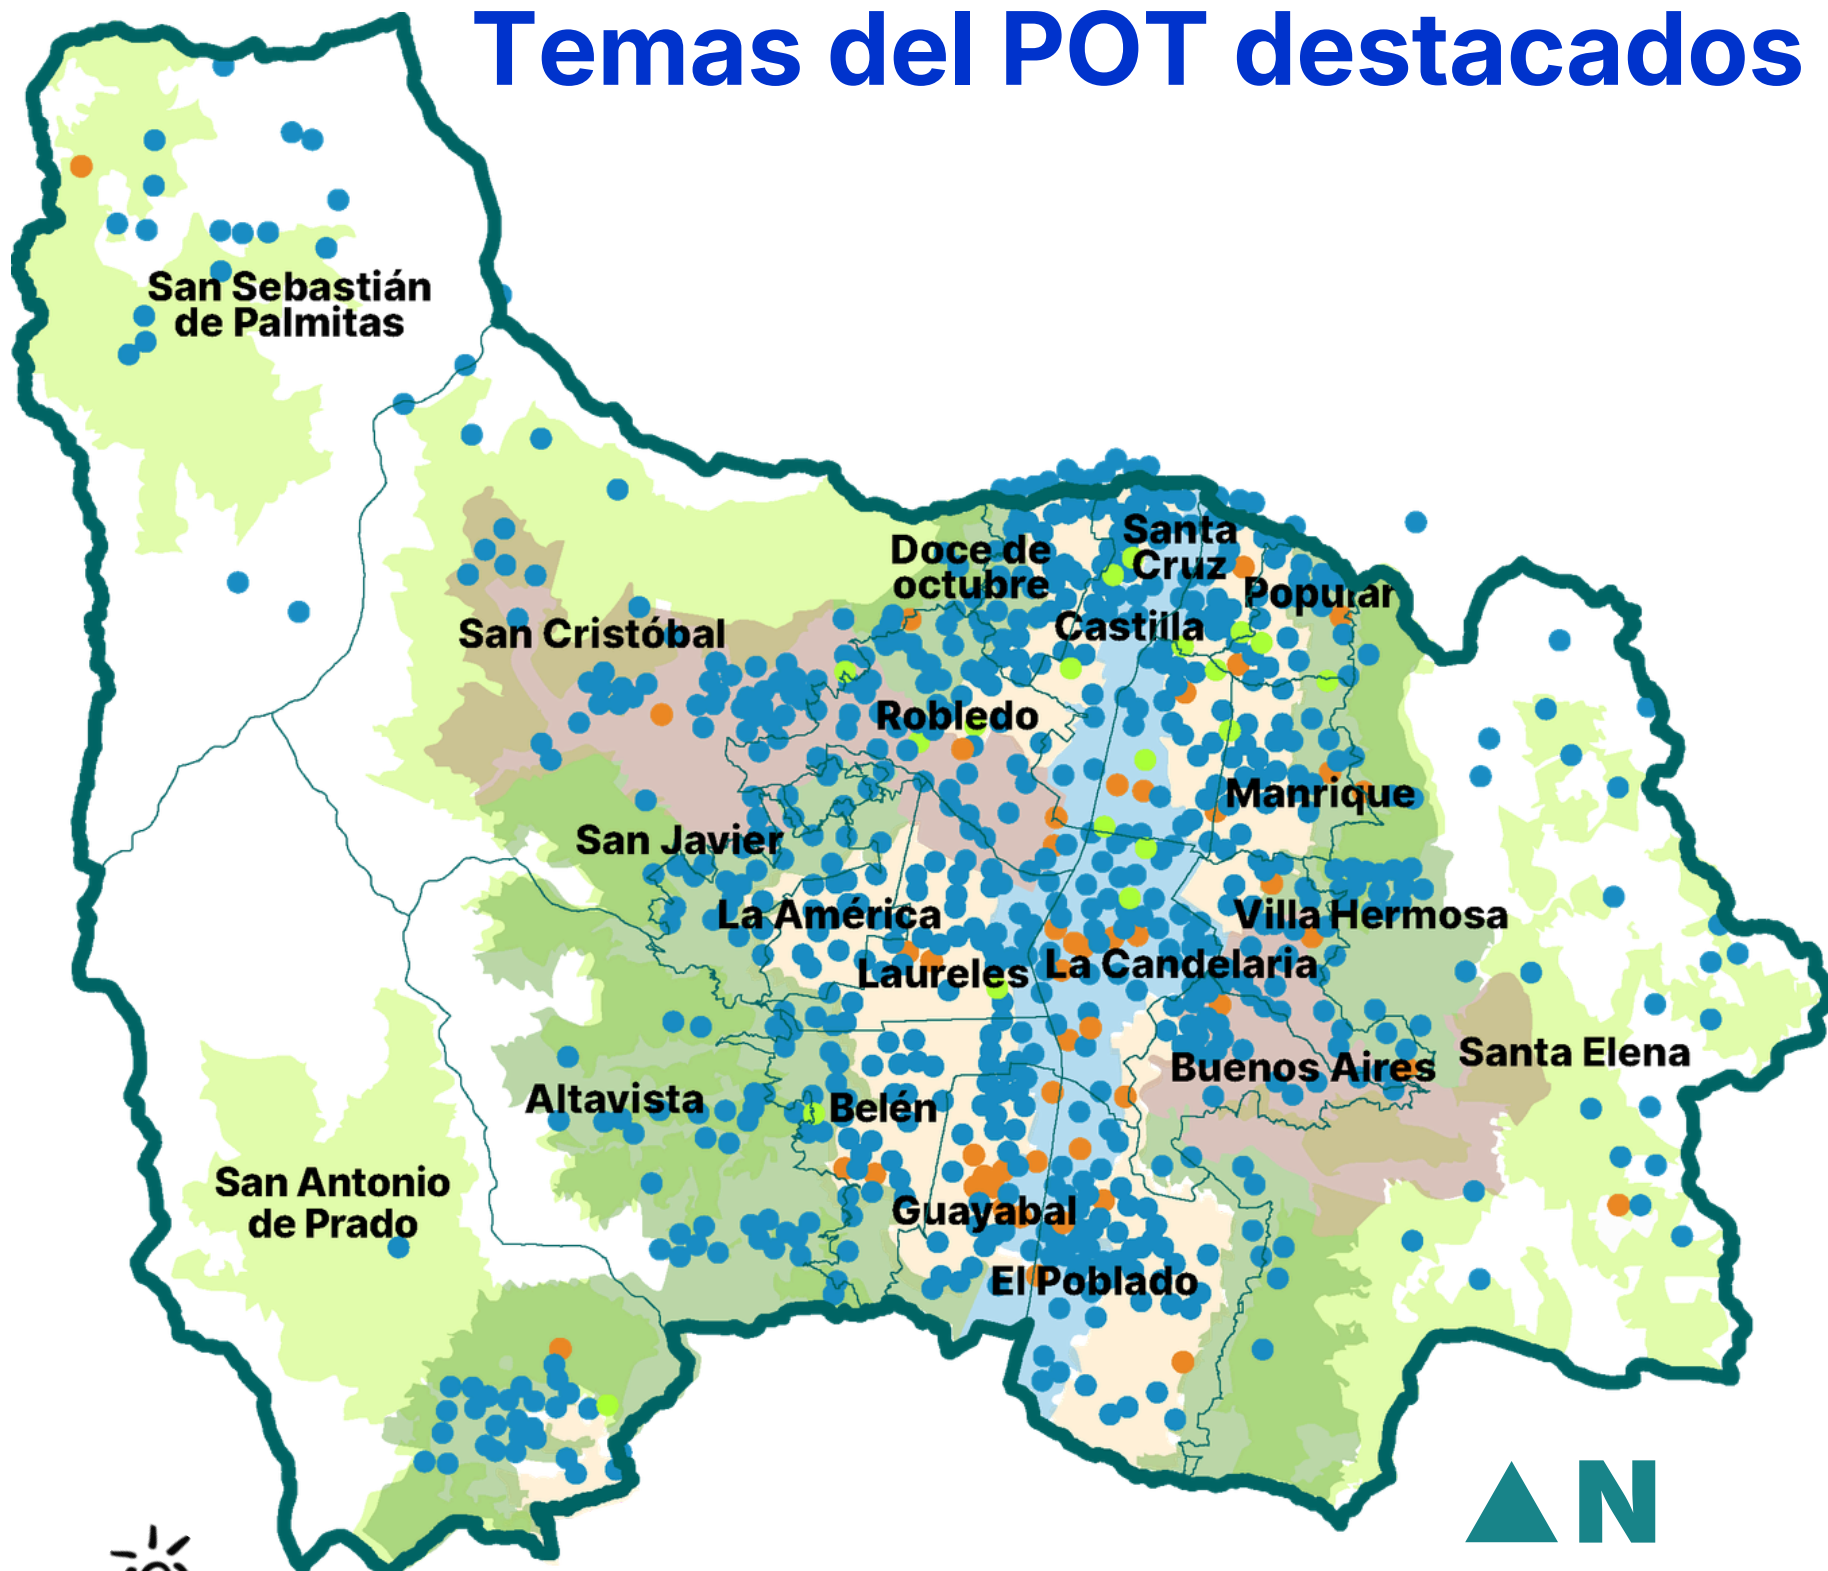 Temas del POT destacados
San Sebastián
de Palmitas
Santa
Cruz
Doce de
octubre
Popular
San Cristóbal
Castilla
Robledo
Manrique
San Javier
La América
Villa Hermosa
Laureles
La Candelaria
Santa Elena
Buenos Aires
Altavista
Belén
San Antonio
de Prado
Guayabal
El Poblado
N